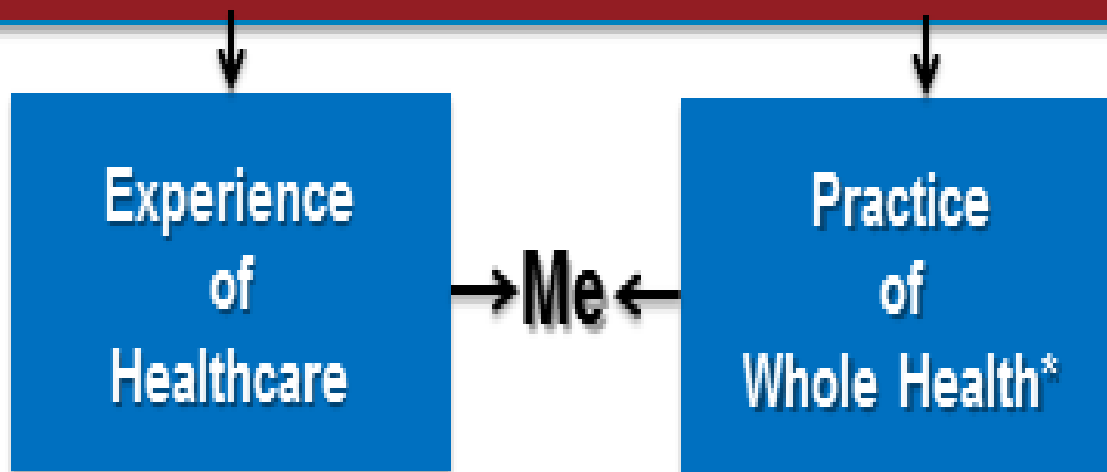 Experience
of
Healthcare
Me
Practice
of
Whole Health*